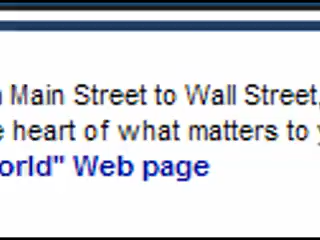 Main Street to Wall Street,
heart of what matters to
orld" Web page